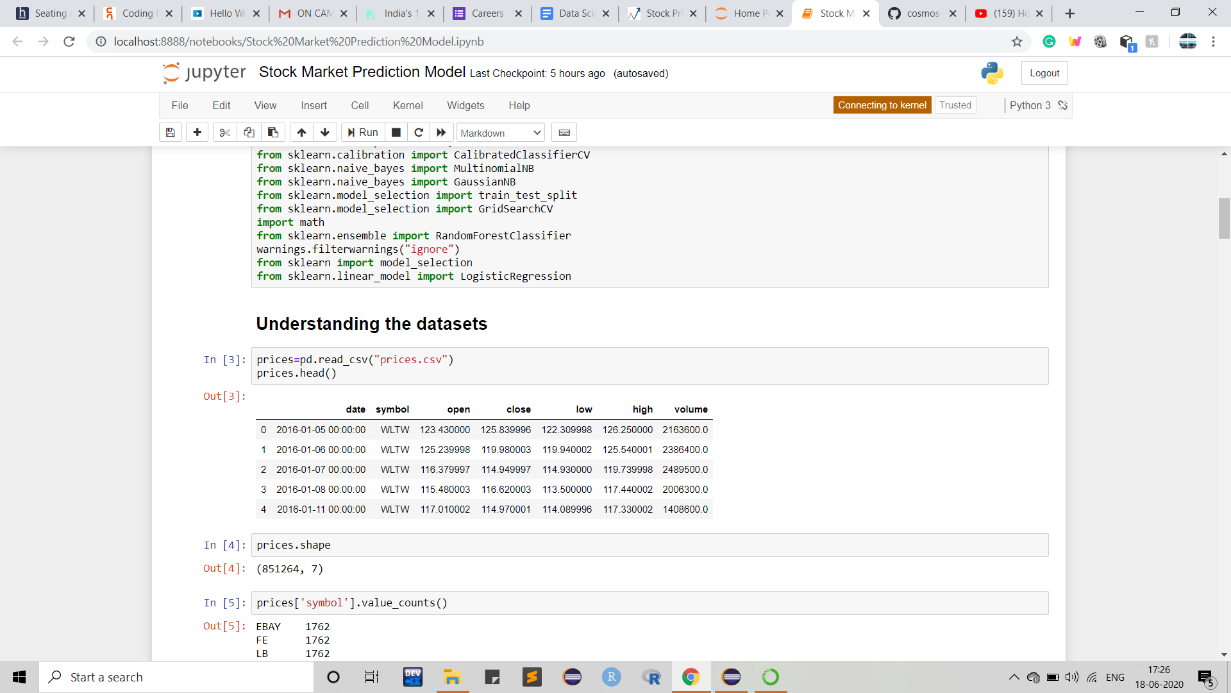 Seating
Coding
Hello W
ON CAM
India's 1
Careers
Data Sci
Stock Pr
Home P
Stock M
cosmos
(159) Ho
localhost:8888/notebooks/Stock%20Market%20Prediction%20Model.ipynb
jupyter Stock Market Prediction Model Last Checkpoint: 5 hours ago (autosaved)
Logout
File Edit View Insert Cell Kernel Widgets Help
Connecting to kernel Trusted Python 3
Run Markdown
from sklearn.calibration import CalibratedClassifierCV
from sklearn.naive_bayes import MultinomialNB
from sklearn.naive_bayes import GaussianNB
from sklearn.model_selection import train_test_split
from sklearn.model_selection import GridSearchCV
import math
from sklearn.ensemble import RandomForestClassifier
warnings.filterwarnings("ignore")
from sklearn import model_selection
from sklearn.linear_model import LogisticRegression
Understanding the datasets
In [3]: prices=pd.read_csv("prices.csv")
prices.head()
Out[3]:
date symbol open close low high volume
0 2016-01-05 00:00:00 WLTW 123.430000 125.839996 122.309998 126.250000 2163600.0
1 2016-01-06 00:00:00 WLTW 125.239998 119.980003 119.940002 125.540001 2386400.0
2 2016-01-07 00:00:00 WLTW 116.379997 114.949997 114.930000 119.739998 2489500.0
3 2016-01-08 00:00:00 WLTW 115.480003 116.620003 113.500000 117.440002 2006300.0
4 2016-01-11 00:00:00 WLTW 117.010002 114.970001 114.089996 117.330002 1408600.0
In [4]: prices.shape
Out[4]: (851264, 7)
In [5]: prices['symbol'].value_counts()
Out[5]: EBAY 1762
FE 1762
LB 1762
Start a search
DEV
ENG
17:26
18-06-2020
5